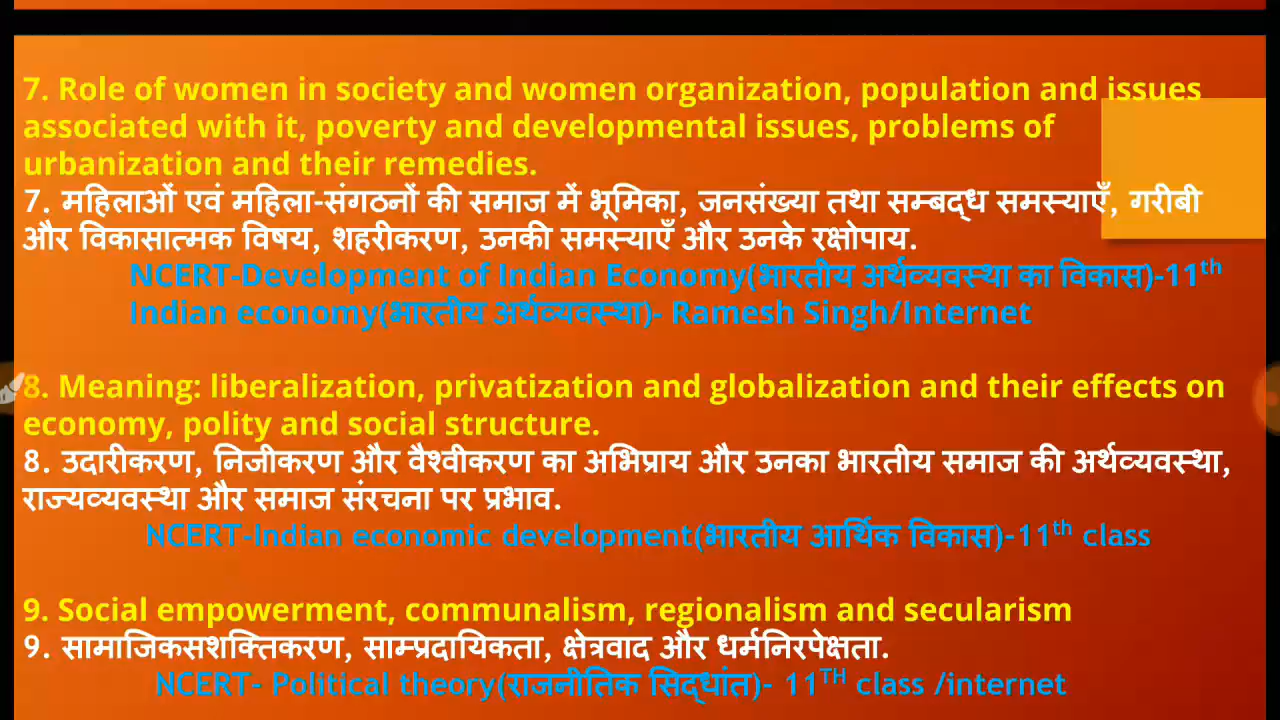 7. Role of women in society and women organization, population and issues
associated with it, poverty and developmental issues, problems of
urbanization and their remedies.
7. महिलाओं एवं महिला-संगठनों की समाज में भूमिका, जनसंख्या तथा सम्बद्ध समस्याएँ, गरीबी
और विकासात्मक विषय, शहरीकरण, उनकी समस्याएँ और उनके रक्षोपाय.
NCERT-Development of Indian Economy(भारतीय अर्थव्यवस्था का विकास)-11th
Indian economy(भारतीय अर्थव्यवस्था)- Ramesh Singh/Internet
8. Meaning: liberalization, privatization and globalization and their effects on
economy, polity and social structure.
8. उदारीकरण, निजीकरण और वैश्वीकरण का अभिप्राय और उनका भारतीय समाज की अर्थव्यवस्था,
राज्यव्यवस्था और समाज संरचना पर प्रभाव.
NCERT-Indian economic development(भारतीय आर्थिक विकास)-11th class
9. Social empowerment, communalism, regionalism and secularism
9. सामाजिकसशक्तिकरण, साम्प्रदायिकता, क्षेत्रवाद और धर्मनिरपेक्षता.
NCERT- Political theory(राजनीतिक सिद्धांत)- 11TH class /internet